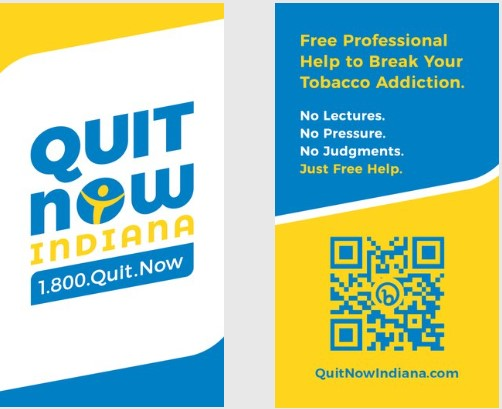 QUIT
now
INDIANA
1.800.Quit.Now
Free Professional
Help to Break Your
Tobacco Addiction.
No Lectures.
No Pressure.
No Judgments.
Just Free Help.
QuitNowIndiana.com